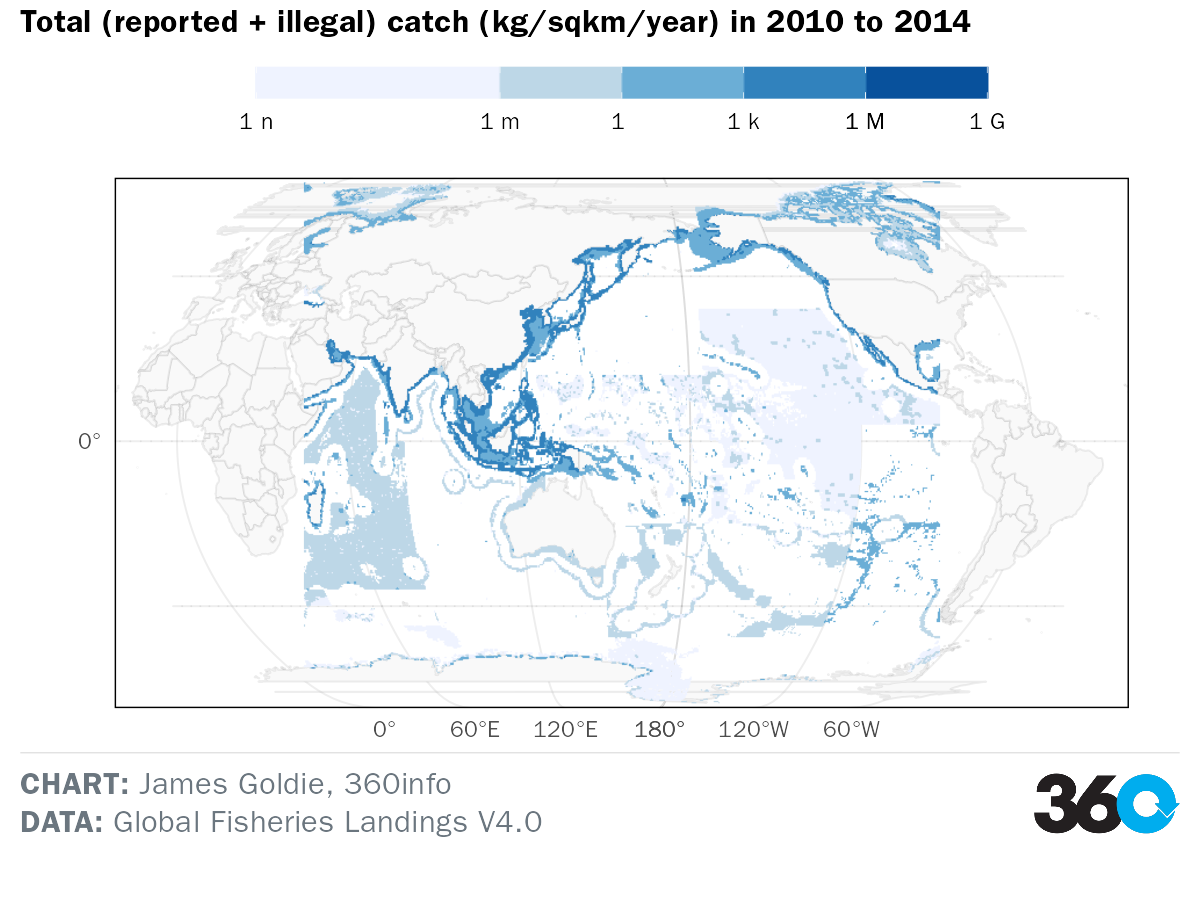 Total (reported + illegal) catch (kg/sqkm/year) in 2010 to 2014
1 n 1 m 1 1 k 1 M 1 G
0°
0° 60°E 120°E 180° 120°W 60°W
CHART: James Goldie, 360info
DATA: Global Fisheries Landings V4.0
360